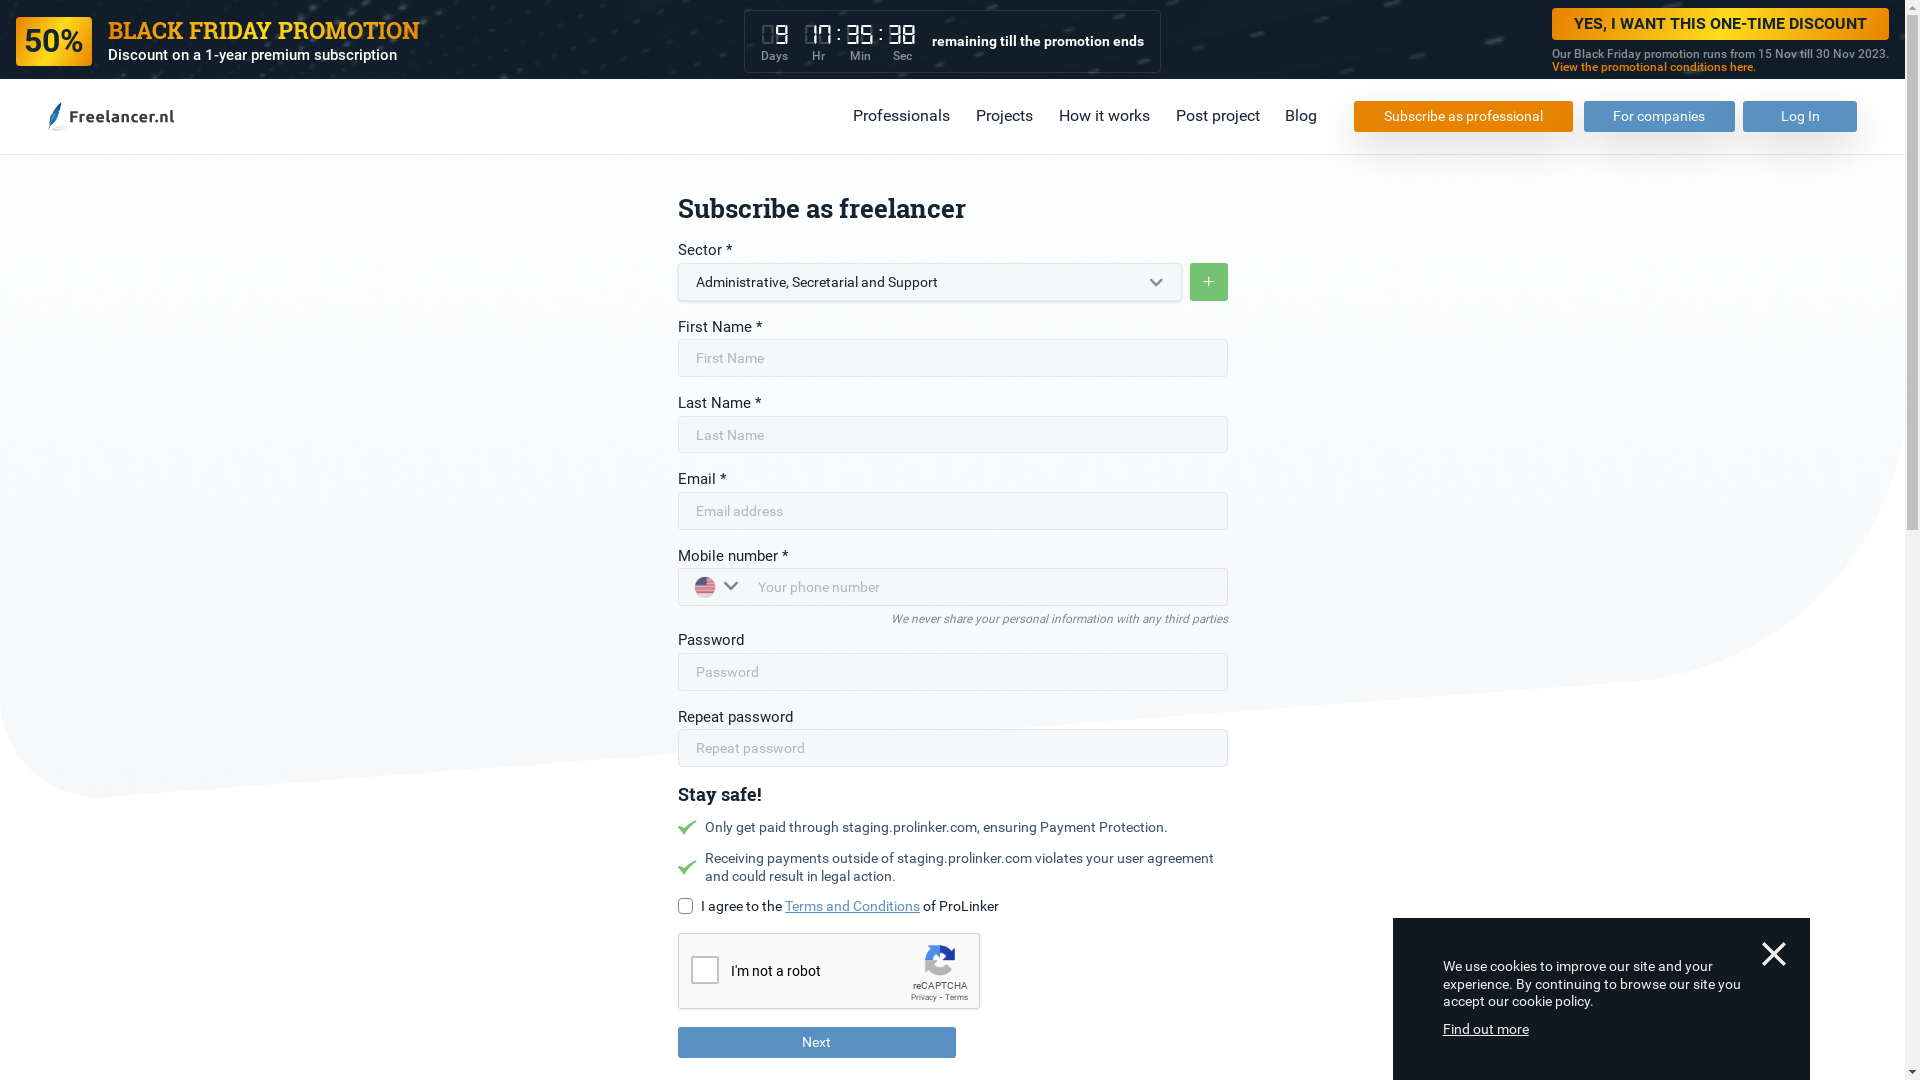 50%
BLACK FRIDAY PROMOTION
Discount on a 1-year premium subscription
9 17 : 35 : 38
Days Hr Min Sec
remaining till the promotion ends
YES, I WANT THIS ONE-TIME DISCOUNT
Our Black Friday promotion runs from 15 Nov till 30 Nov 2023.
View the promotional conditions here.
Freelancer.nl
Professionals Projects How it works Post project Blog Subscribe as professional For companies Log In
Subscribe as freelancer
Sector *
Administrative, Secretarial and Support
+
First Name *
First Name
Last Name *
Last Name
Email *
Email address
Mobile number *
Your phone number
We never share your personal information with any third parties
Password
Password
Repeat password
Repeat password
Stay safe!
Only get paid through staging.prolinker.com, ensuring Payment Protection.
Receiving payments outside of staging.prolinker.com violates your user agreement
and could result in legal action.
I agree to the Terms and Conditions of ProLinker
I'm not a robot
reCAPTCHA
Privacy - Terms
Next
We use cookies to improve our site and your
experience. By continuing to browse our site you
accept our cookie policy.
Find out more